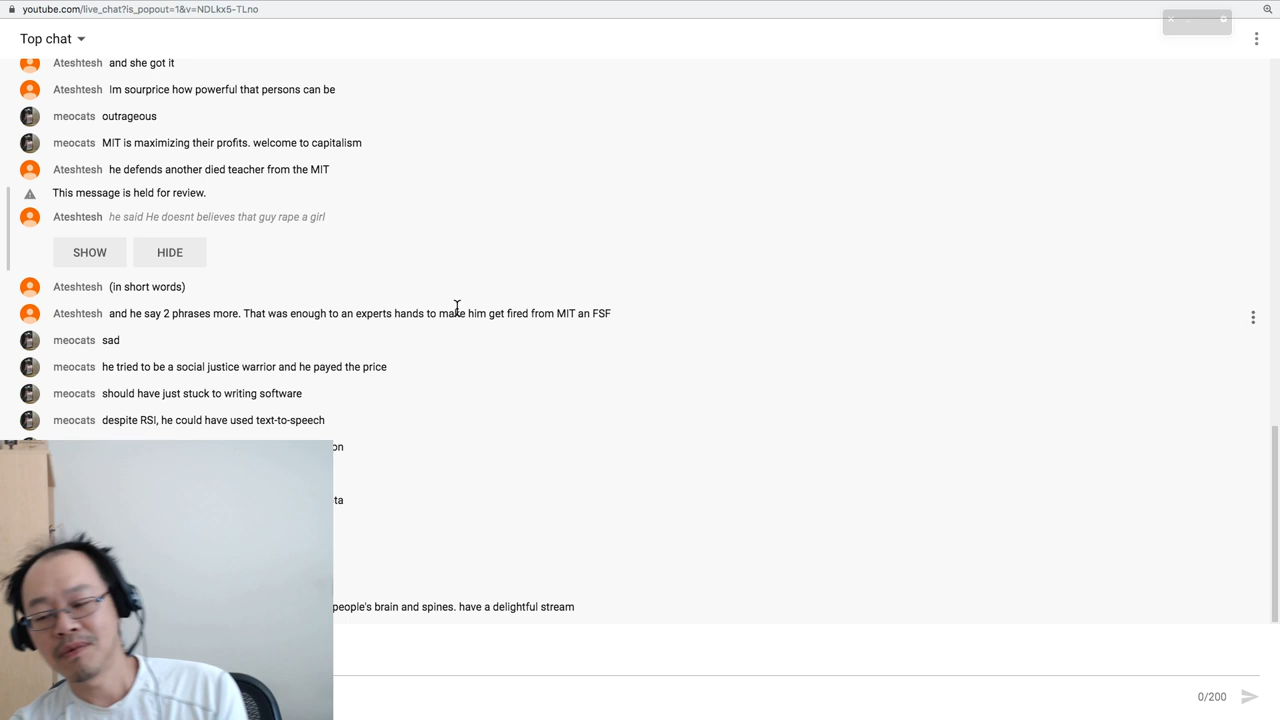 youtube.com/live_chat?is_popout=1&v=NDLkx5-TLno
Top chat
Ateshtesh and she got it
Ateshtesh Im sourprice how powerful that persons can be
meocats outrageous
meocats MIT is maximizing their profits. welcome to capitalism
Ateshtesh he defends another died teacher from the MIT
This message is held for review.
Ateshtesh he said He doesnt believes that guy rape a girl
SHOW HIDE
Ateshtesh (in short words)
Ateshtesh and he say 2 phrases more. That was enough to an experts hands to make him get fired from MIT an FSF
meocats sad
meocats he tried to be a social justice warrior and he payed the price
meocats should have just stuck to writing software
meocats despite RSI, he could have used text-to-speech
on
ta
people's brain and spines. have a delightful stream
0/200